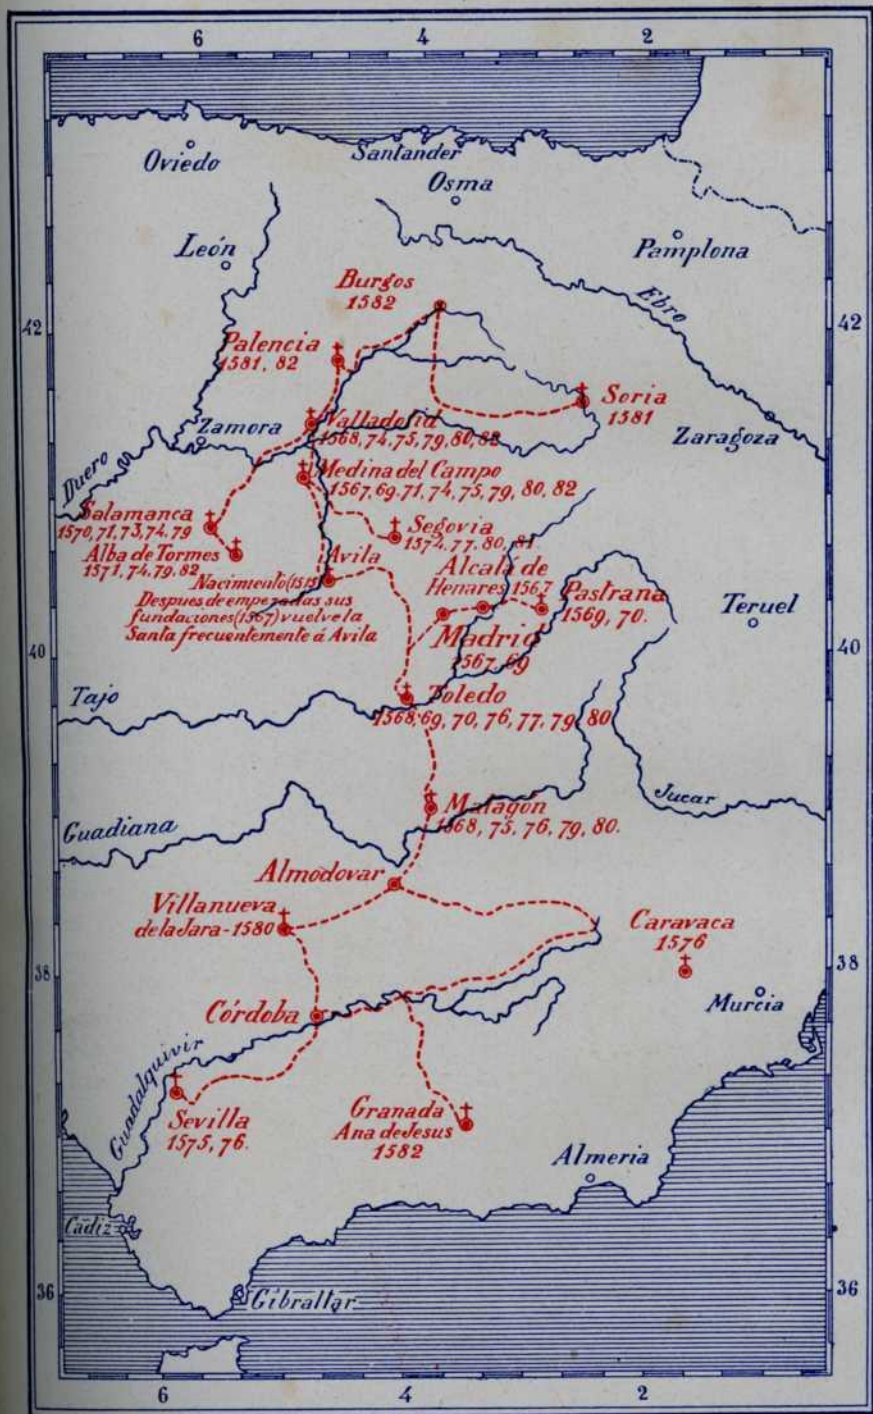 6 4 2
Oviedo
Santander
Osma
León
Pamplona
Burgos
1582
Ebro
42
42
Palencia
1581, 82
Soria
1581
Zamora
Valladolid
1568, 74, 75, 79, 80, 82
Zaragoza
Duero
Medina del Campo
1567, 69, 71, 74, 75, 79, 80, 82
Salamanca
1570, 71, 73, 74, 79
Segovia
1574, 77, 80, 81
Alba de Tormes
1571, 74, 79, 82
Avila
Nacimiento (1515)
Despues de empezadas sus
fundaciones (1567) vuelve la
Santa frecuentemente á Avila
Alcalá de
Henares 1567
Pastrana
1569, 70.
Madrid
1567, 69
Teruel
40
40
Tajo
Toledo
1568, 69, 70, 76, 77, 79, 80
Malagón
1568, 75, 76, 79, 80.
Jucar
Guadiana
Almodovar
Villanueva
de la Jara - 1580
Caravaca
1576
38
38
Murcia
Córdoba
Guadalquivir
Sevilla
1575, 76.
Granada
Ana de Jesus
1582
Almeria
Cádiz
36
36
Gibraltar
6 4 2